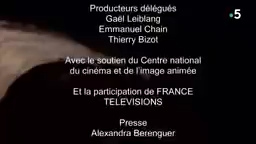 Producteurs délégués
Gaël Leiblang
Emmanuel Chain
Thierry Bizot
Avec le soutien du Centre national
du cinéma et de l'image animée
Et la participation de FRANCE
TELEVISIONS
Presse
Alexandra Berenguer
5